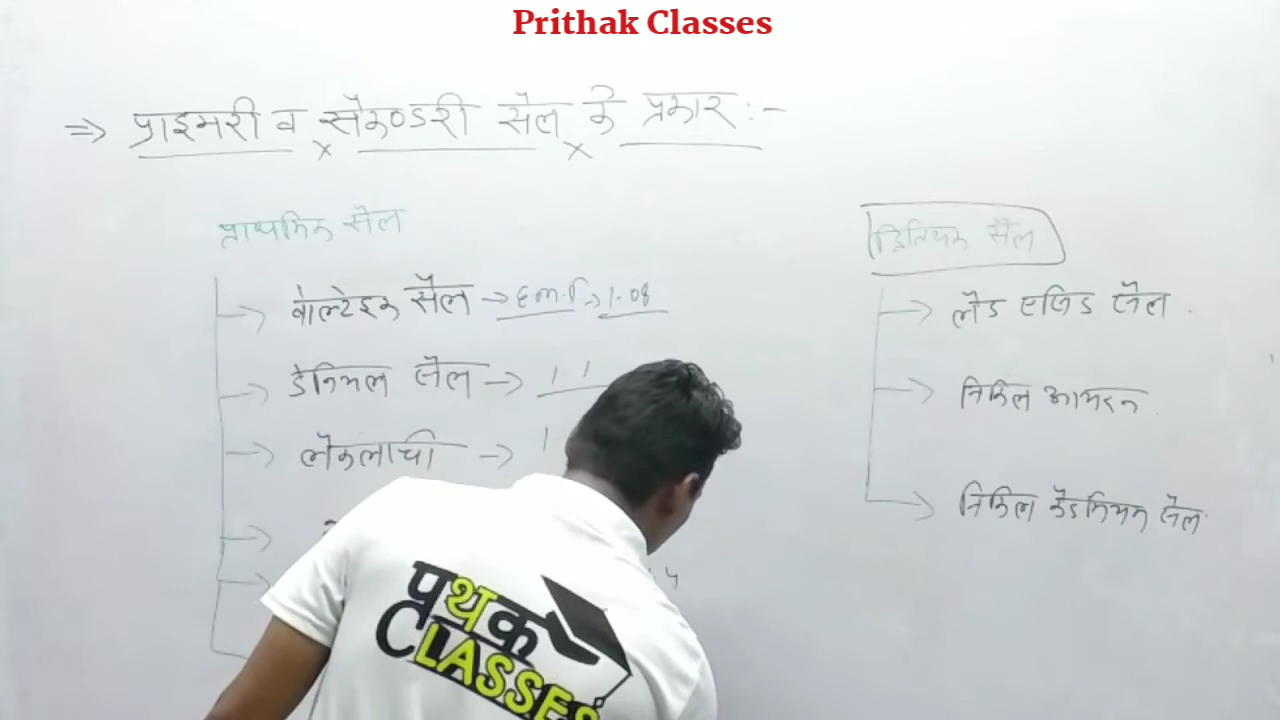 Prithak Classes
⇒ प्राइमरी व सैकण्डरी सैल के प्रकार :-
प्राथमिक सैल
वोल्टेइक सैल → E.m.f → 1.08
डेनियल सैल → 1.1
लैकलांची → 1
द्वितियक सैल
लैड एसिड सैल
निकिल आयरन
निकिल कैडमियम सैल
पृथक
CLASSES